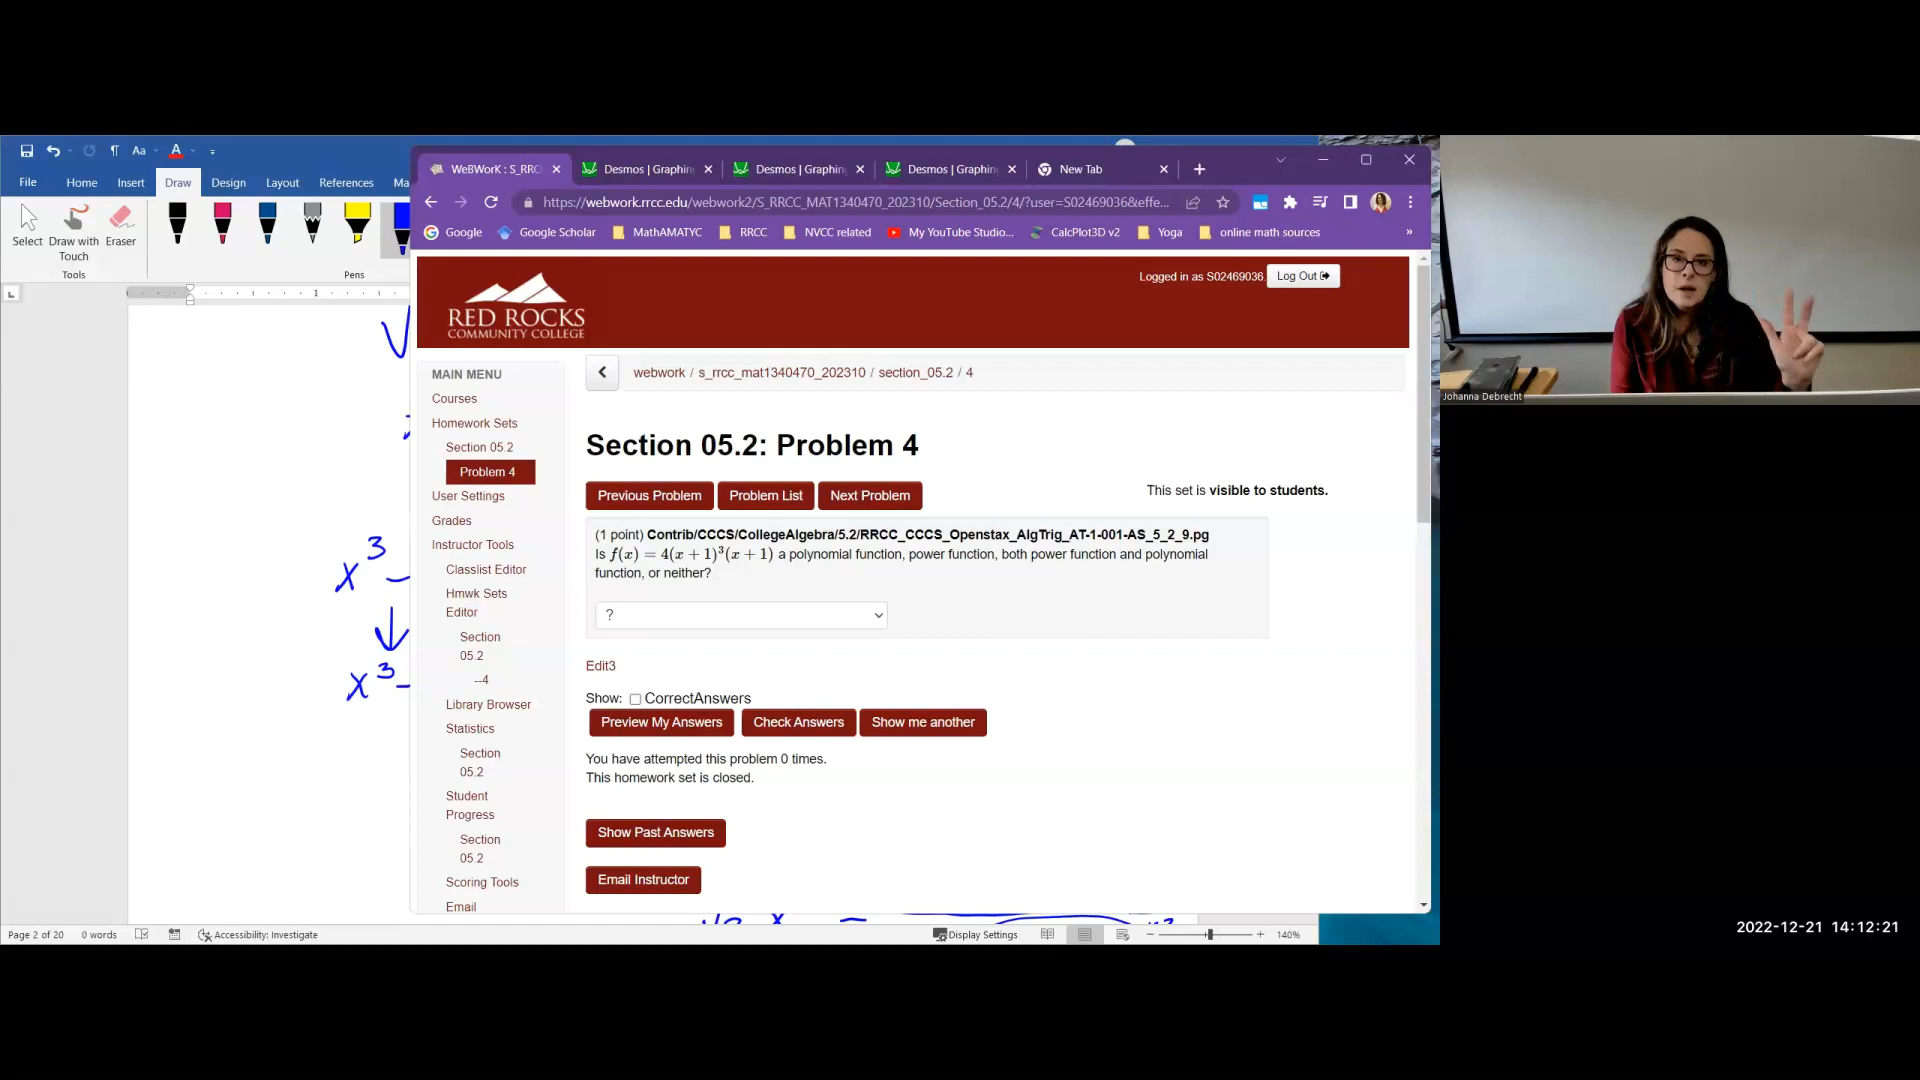 WeBWorK : S_RRC
Desmos | Graphing
Desmos | Graphing
Desmos | Graphing
New Tab
File
Home
Insert
Draw
Design
Layout
References
Ma
https://webwork.rrcc.edu/webwork2/S_RRCC_MAT1340470_202310/Section_05.2/4/?user=S02469036&effe...
Google
Google Scholar
MathAMATYC
RRCC
NVCC related
My YouTube Studio...
CalcPlot3D v2
Yoga
online math sources
»
Select
Draw with Touch
Eraser
Tools
Pens
1
RED ROCKS
COMMUNITY COLLEGE
Logged in as S02469036.
Log Out
MAIN MENU
Courses
Homework Sets
Section 05.2
Problem 4
User Settings
Grades
Instructor Tools
Classlist Editor
Hmwk Sets
Editor
Section
05.2
--4
Library Browser
Statistics
Section
05.2
Student
Progress
Section
05.2
Scoring Tools
Email
webwork / s_rrcc_mat1340470_202310 / section_05.2 / 4
Section 05.2: Problem 4
Previous Problem
Problem List
Next Problem
This set is visible to students.
(1 point) Contrib/CCCS/CollegeAlgebra/5.2/RRCC_CCCS_Openstax_AlgTrig_AT-1-001-AS_5_2_9.pg
Is f(x) = 4(x + 1)³(x + 1) a polynomial function, power function, both power function and polynomial
function, or neither?
?
Edit3
Show: CorrectAnswers
Preview My Answers
Check Answers
Show me another
You have attempted this problem 0 times.
This homework set is closed.
Show Past Answers
Email Instructor
x³ –
↓
x³ –
Johanna Debrecht
2022-12-21 14:12:21
Page 2 of 20
0 words
Accessibility: Investigate
Display Settings
140%